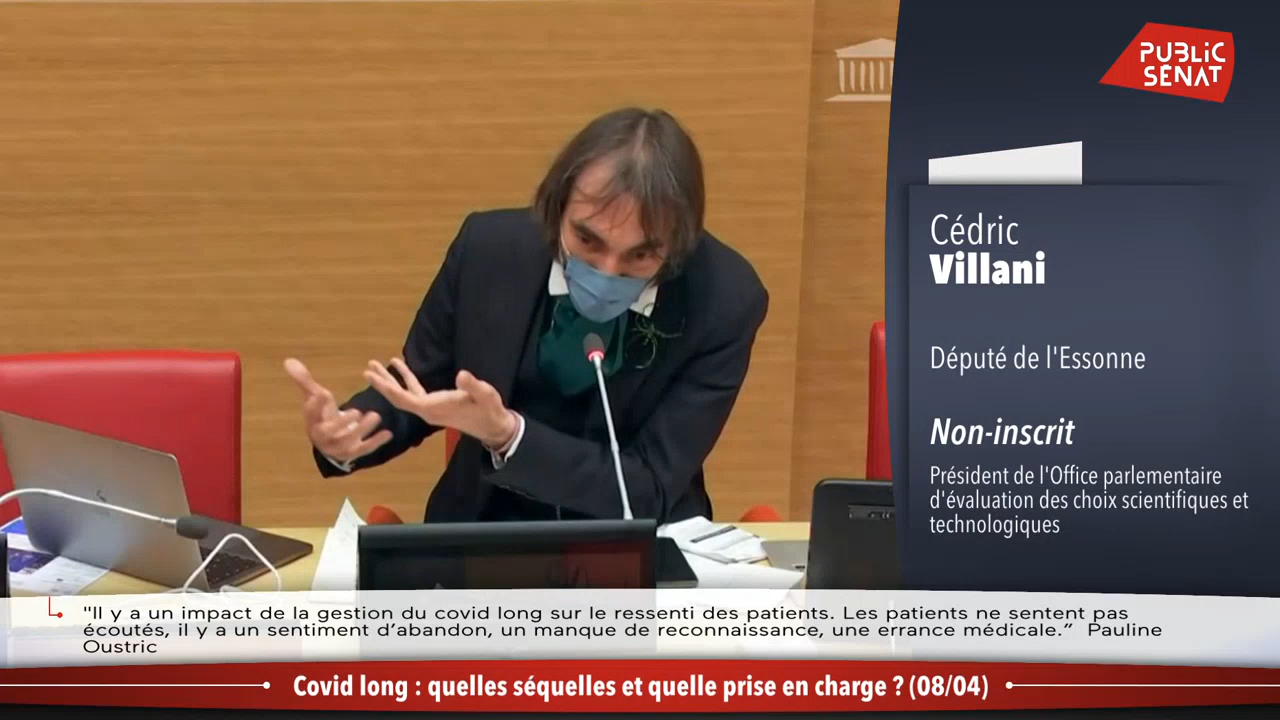 PUBLIC
SÉNAT
Cédric
Villani
Député de l'Essonne
Non-inscrit
Président de l'Office parlementaire
d'évaluation des choix scientifiques et
technologiques
"Il y a un impact de la gestion du covid long sur le ressenti des patients. Les patients ne sentent pas
écoutés, il y a un sentiment d’abandon, un manque de reconnaissance, une errance médicale.” Pauline
Oustric
Covid long : quelles séquelles et quelle prise en charge ? (08/04)